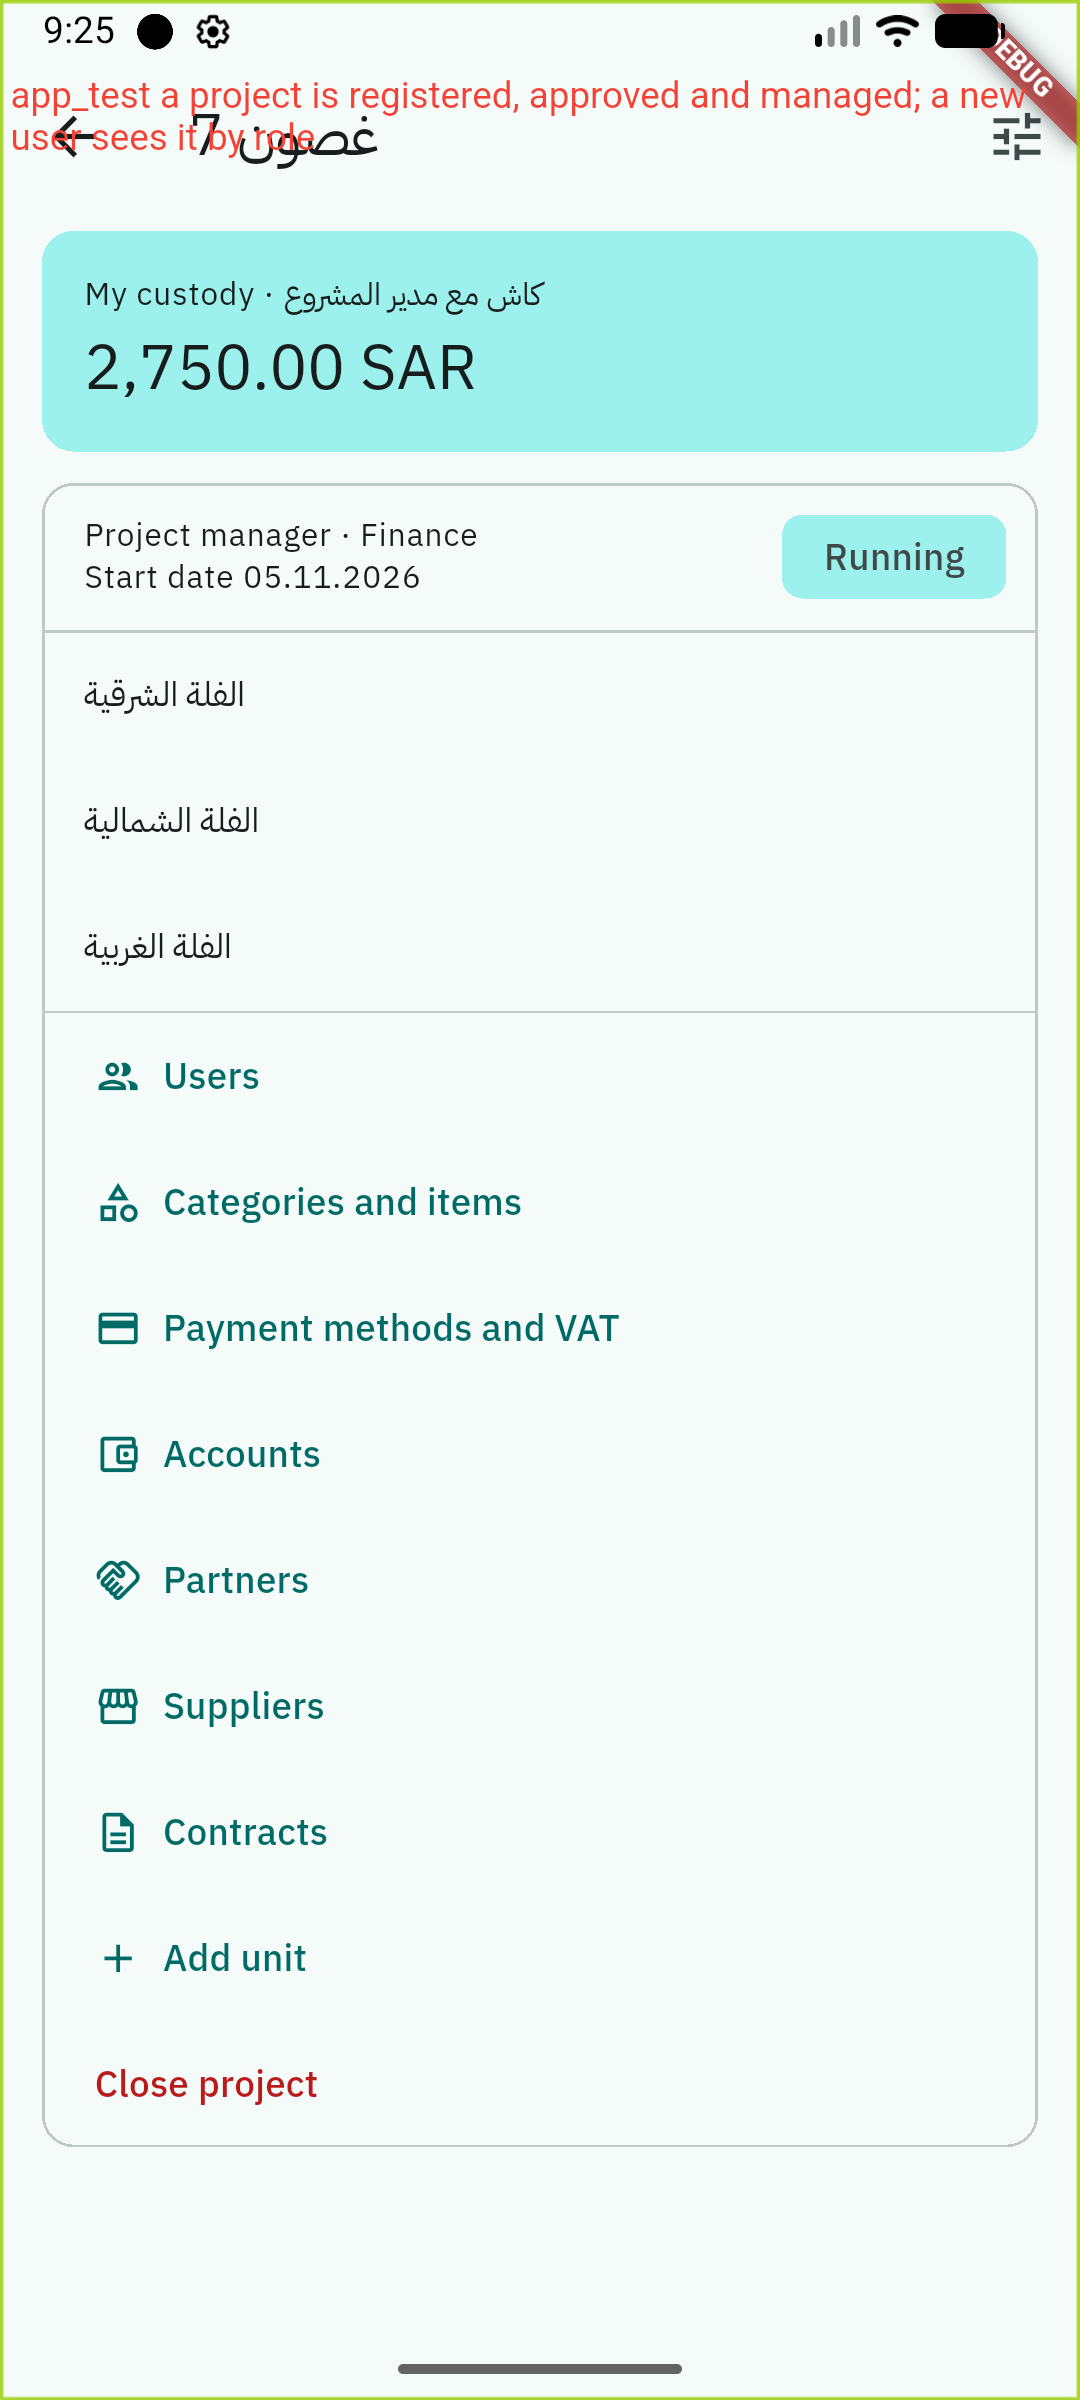 9:25
DEBUG
app_test a project is registered, approved and managed; a new
user sees it by role
غصون 7
My custody · كاش مع مدير المشروع
2,750.00 SAR
Project manager · Finance
Start date 05.11.2026
Running
الفلة الشرقية
الفلة الشمالية
الفلة الغربية
Users
Categories and items
Payment methods and VAT
Accounts
Partners
Suppliers
Contracts
Add unit
Close project